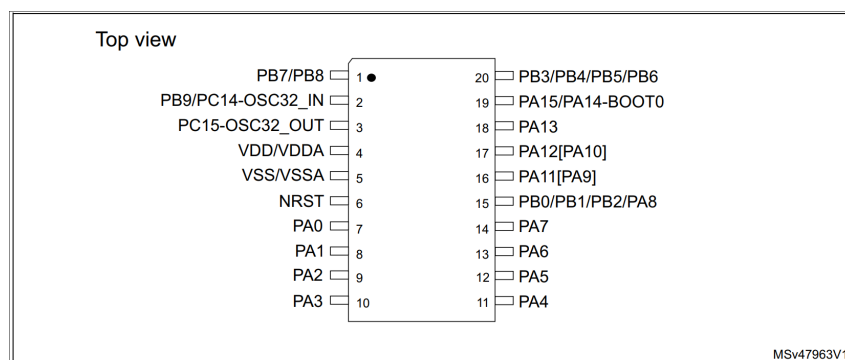 Top view
PB7/PB8 1 20 PB3/PB4/PB5/PB6
PB9/PC14-OSC32_IN 2 19 PA15/PA14-BOOT0
PC15-OSC32_OUT 3 18 PA13
VDD/VDDA 4 17 PA12[PA10]
VSS/VSSA 5 16 PA11[PA9]
NRST 6 15 PB0/PB1/PB2/PA8
PA0 7 14 PA7
PA1 8 13 PA6
PA2 9 12 PA5
PA3 10 11 PA4
MSv47963V1